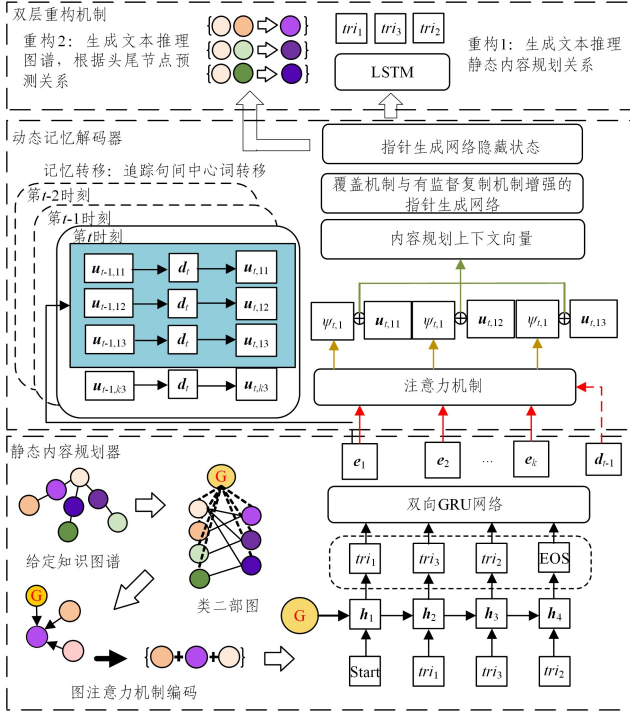 双层重构机制
重构2：生成文本推理
图谱，根据头尾节点预
测关系
tri1 tri3 tri2
LSTM
重构1：生成文本推理
静态内容规划关系
动态记忆解码器
记忆转移：追踪句间中心词转移
第t-2时刻
第t-1时刻
第t时刻
ut-1,11 dt ut,11
ut-1,12 dt ut,12
ut-1,13 dt ut,13
ut-1,k3 dt ut,k3
指针生成网络隐藏状态
覆盖机制与有监督复制机制增强的
指针生成网络
内容规划上下文向量
ψt,1 ⊕ ut,11 ψt,1 ⊕ ut,12 ψt,1 ⊕ ut,13
注意力机制
e1 e2 … ek dt-1
静态内容规划器
给定知识图谱
G
类二部图
G
{ + + }
图注意力机制编码
双向GRU网络
tri1 tri3 tri2 EOS
G h1 h2 h3 h4
Start tri1 tri3 tri2